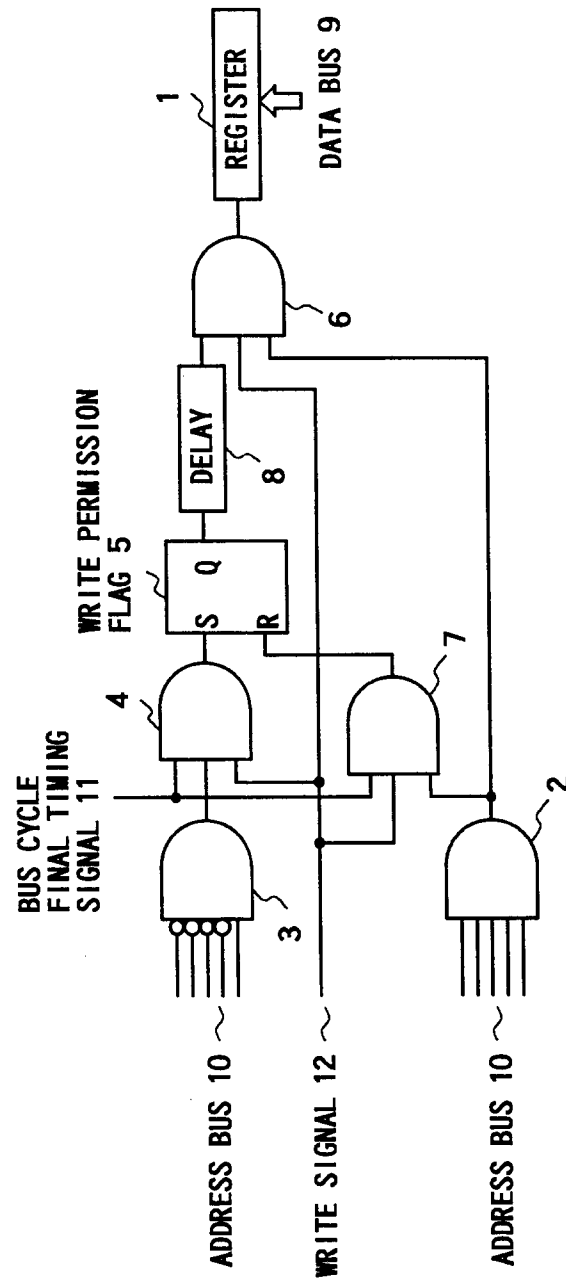 BUS CYCLE
FINAL TIMING
SIGNAL 11
WRITE PERMISSION
FLAG 5
ADDRESS BUS 10
3
4
S
Q
R
DELAY
8
6
REGISTER
1
DATA BUS 9
WRITE SIGNAL 12
7
ADDRESS BUS 10
2